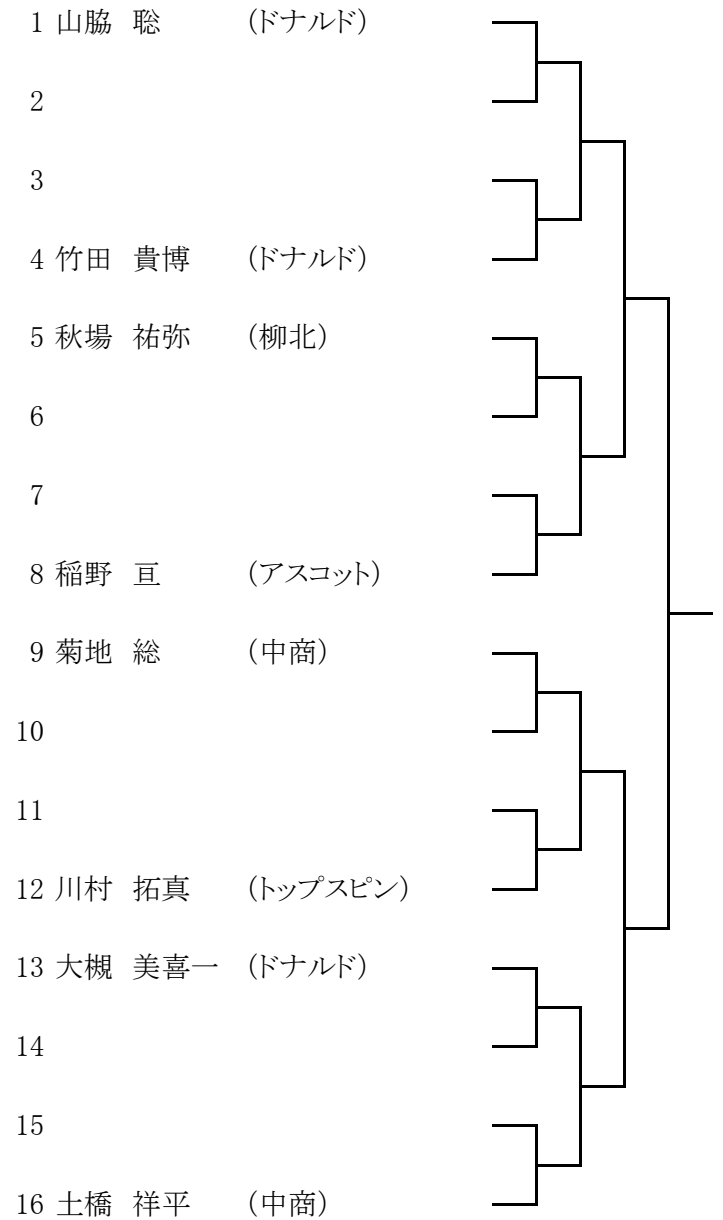 1 山脇 聡 (ドナルド)
2
3
4 竹田 貴博 (ドナルド)
5 秋場 祐弥 (柳北)
6
7
8 稲野 亘 (アスコット)
9 菊地 総 (中商)
10
11
12 川村 拓真 (トップスピン)
13 大槻 美喜一 (ドナルド)
14
15
16 土橋 祥平 (中商)